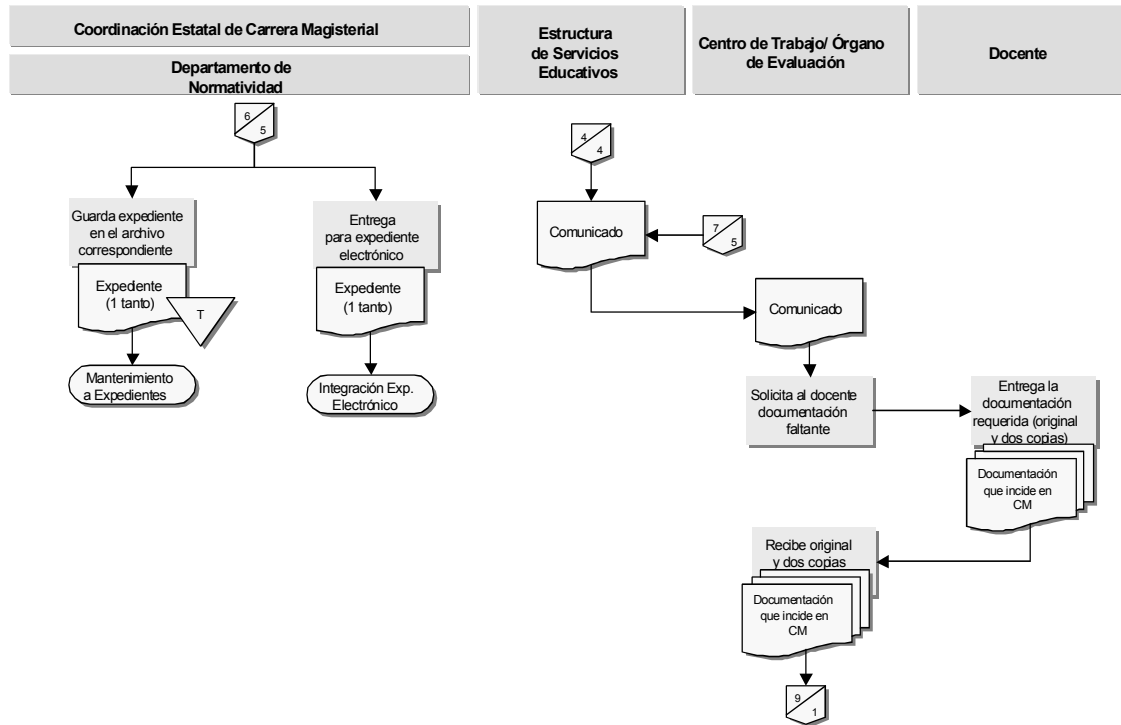 Coordinación Estatal de Carrera Magisterial
Departamento de
Normatividad
Estructura
de Servicios
Educativos
Centro de Trabajo/ Órgano
de Evaluación
Docente
6
5
Guarda expediente
en el archivo
correspondiente
Expediente
(1 tanto)
T
Mantenimiento
a Expedientes
Entrega
para expediente
electrónico
Expediente
(1 tanto)
Integración Exp.
Electrónico
4
4
Comunicado
7
5
Comunicado
Solicita al docente
documentación
faltante
Entrega la
documentación
requerida (original
y dos copias)
Documentación
que incide en
CM
Recibe original
y dos copias
Documentación
que incide en
CM
9
1